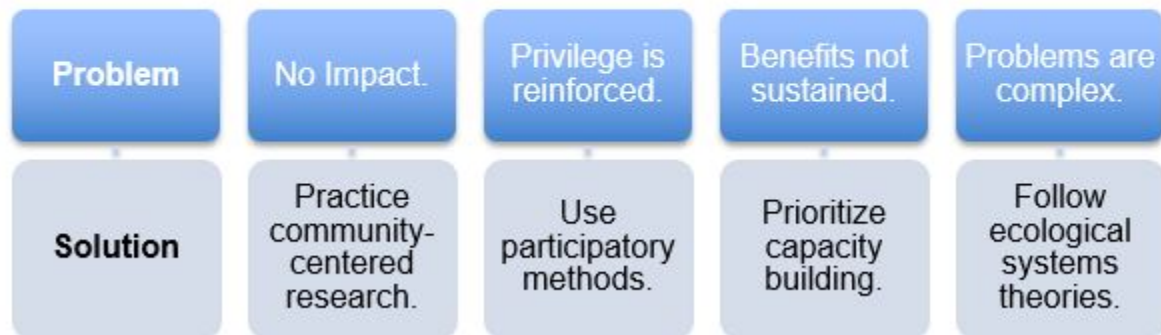 Problem
No Impact.
Privilege is
reinforced.
Benefits not
sustained.
Problems are
complex.
Solution
Practice
community-
centered
research.
Use
participatory
methods.
Prioritize
capacity
building.
Follow
ecological
systems
theories.